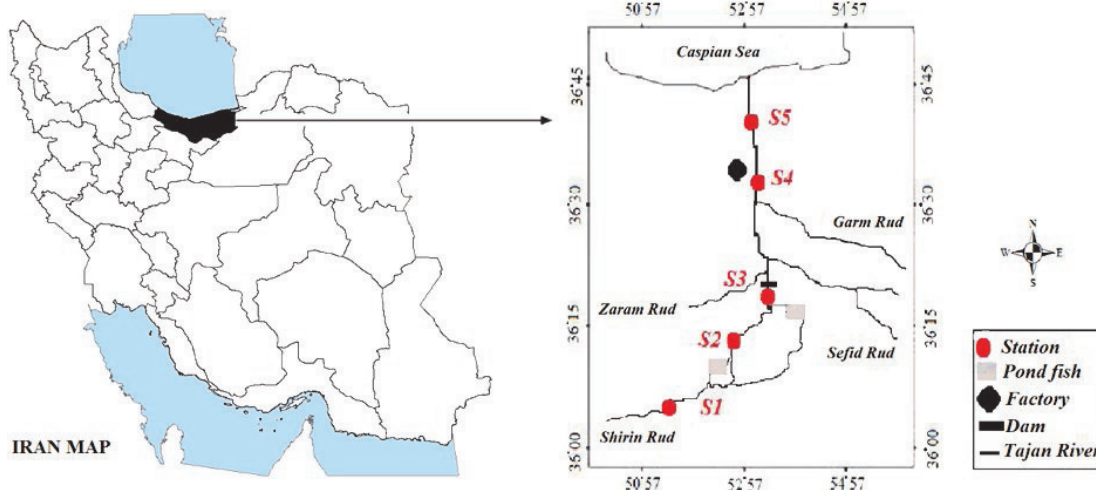 IRAN MAP
50°57 52°57 54°57
Caspian Sea
36°45
36°45
S5
S4
36°30
36°30
Garm Rud
S3
Zaram Rud
36°15
36°15
S2
Sefid Rud
S1
Shirin Rud
35°00
36°00
50°57 52°57 54°57
N
W E
S
Station
Pond fish
Factory
Dam
Tajan River